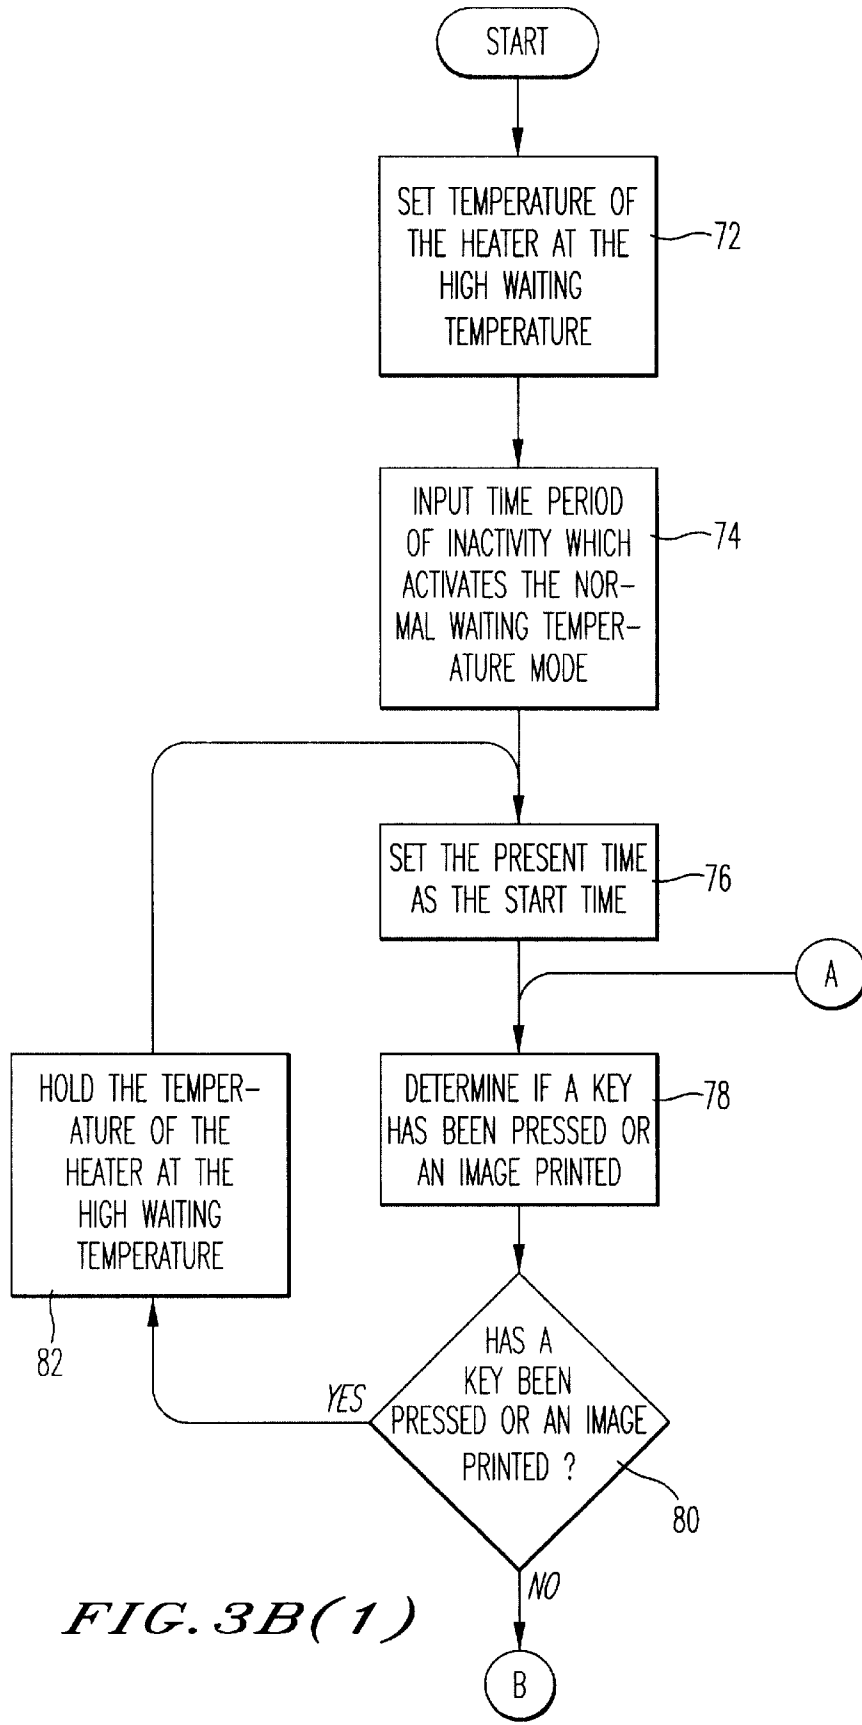 START
SET TEMPERATURE OF
THE HEATER AT THE
HIGH WAITING
TEMPERATURE
72
INPUT TIME PERIOD
OF INACTIVITY WHICH
ACTIVATES THE NOR-
MAL WAITING TEMPER-
ATURE MODE
74
SET THE PRESENT TIME
AS THE START TIME
76
A
DETERMINE IF A KEY
HAS BEEN PRESSED OR
AN IMAGE PRINTED
78
HOLD THE TEMPER-
ATURE OF THE
HEATER AT THE
HIGH WAITING
TEMPERATURE
82
YES
HAS A
KEY BEEN
PRESSED OR AN IMAGE
PRINTED ?
80
NO
FIG. 3B(1)
B